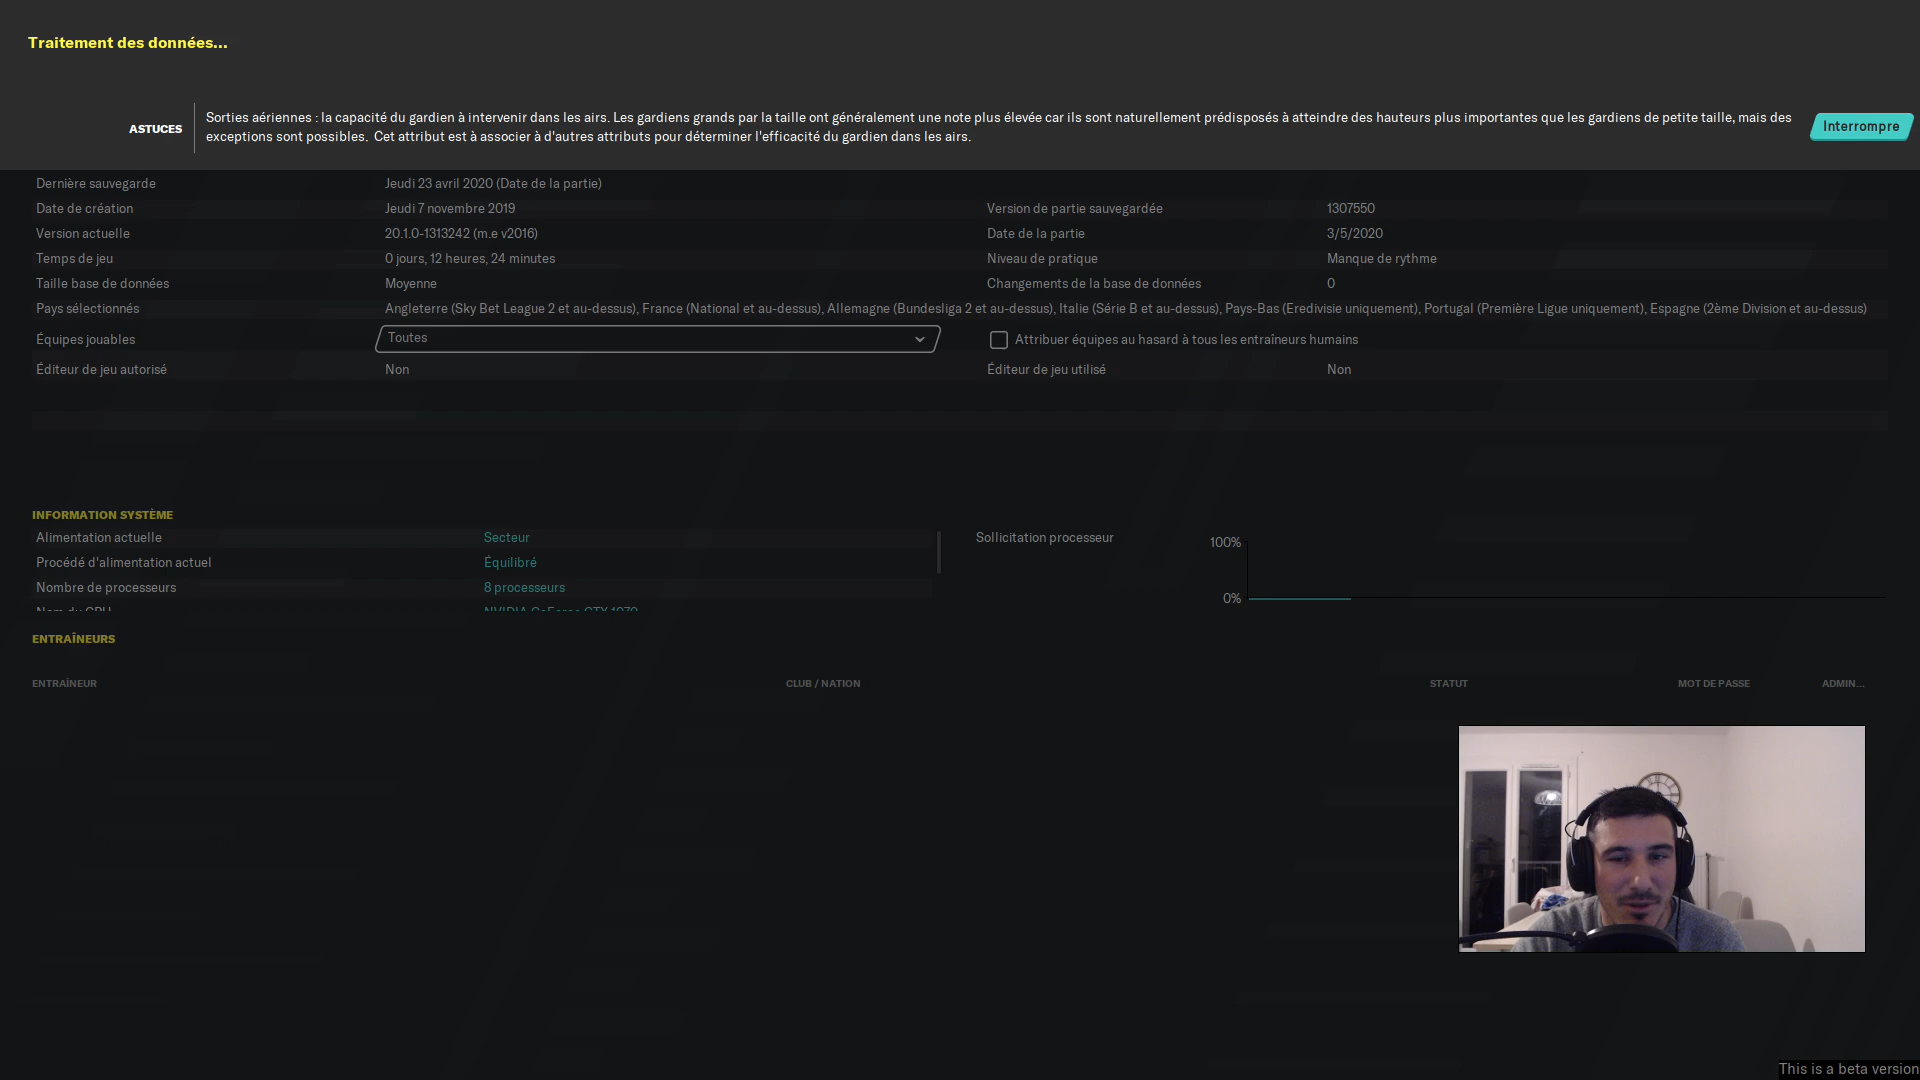 Traitement des données...
ASTUCES
Sorties aériennes : la capacité du gardien à intervenir dans les airs. Les gardiens grands par la taille ont généralement une note plus élevée car ils sont naturellement prédisposés à atteindre des hauteurs plus importantes que les gardiens de petite taille, mais des
exceptions sont possibles. Cet attribut est à associer à d'autres attributs pour déterminer l'efficacité du gardien dans les airs.
Interrompre
Dernière sauvegarde Jeudi 23 avril 2020 (Date de la partie)
Date de création Jeudi 7 novembre 2019 Version de partie sauvegardée 1307550
Version actuelle 20.1.0-1313242 (m.e v2016) Date de la partie 3/5/2020
Temps de jeu 0 jours, 12 heures, 24 minutes Niveau de pratique Manque de rythme
Taille base de données Moyenne Changements de la base de données 0
Pays sélectionnés Angleterre (Sky Bet League 2 et au-dessus), France (National et au-dessus), Allemagne (Bundesliga 2 et au-dessus), Italie (Série B et au-dessus), Pays-Bas (Eredivisie uniquement), Portugal (Première Ligue uniquement), Espagne (2ème Division et au-dessus)
Équipes jouables Toutes Attribuer équipes au hasard à tous les entraîneurs humains
Éditeur de jeu autorisé Non Éditeur de jeu utilisé Non
INFORMATION SYSTÈME
Alimentation actuelle Secteur Sollicitation processeur 100%
Procédé d'alimentation actuel Équilibré
Nombre de processeurs 8 processeurs 0%
Nom du GPU NVIDIA GeForce GTX 1070
ENTRAÎNEURS
ENTRAÎNEUR CLUB / NATION STATUT MOT DE PASSE ADMIN...
This is a beta version